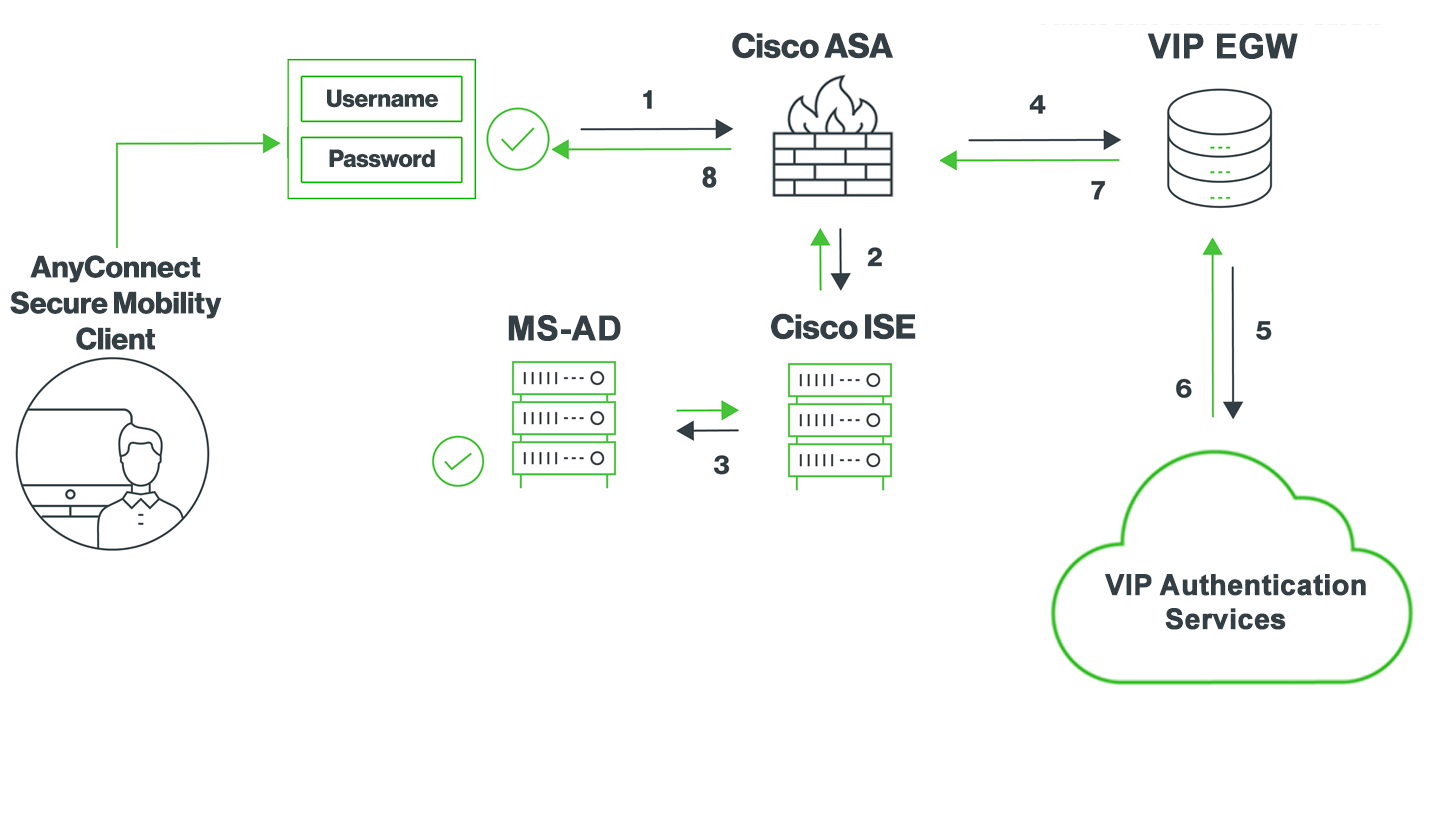 Cisco ASA
VIP EGW
Username
1
4
Password
8
7
AnyConnect
Secure Mobility
Client
2
MS-AD
Cisco ISE
5
6
3
VIP Authentication
Services